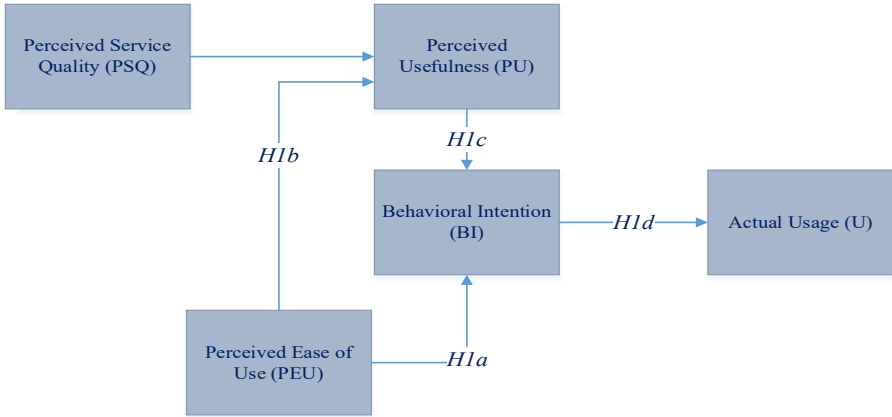 Perceived Service
Quality (PSQ)
Perceived
Usefulness (PU)
H1b
H1c
Behavioral Intention
(BI)
H1d
Actual Usage (U)
Perceived Ease of
Use (PEU)
H1a